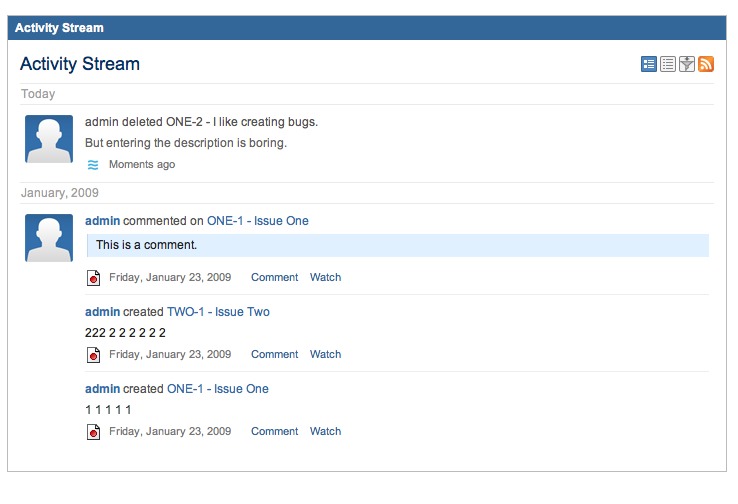 Activity Stream
Activity Stream
Today
admin deleted ONE-2 - I like creating bugs.
But entering the description is boring.
Moments ago
January, 2009
admin commented on ONE-1 - Issue One
This is a comment.
Friday, January 23, 2009 Comment Watch
admin created TWO-1 - Issue Two
222 2 2 2 2 2 2
Friday, January 23, 2009 Comment Watch
admin created ONE-1 - Issue One
1 1 1 1 1
Friday, January 23, 2009 Comment Watch